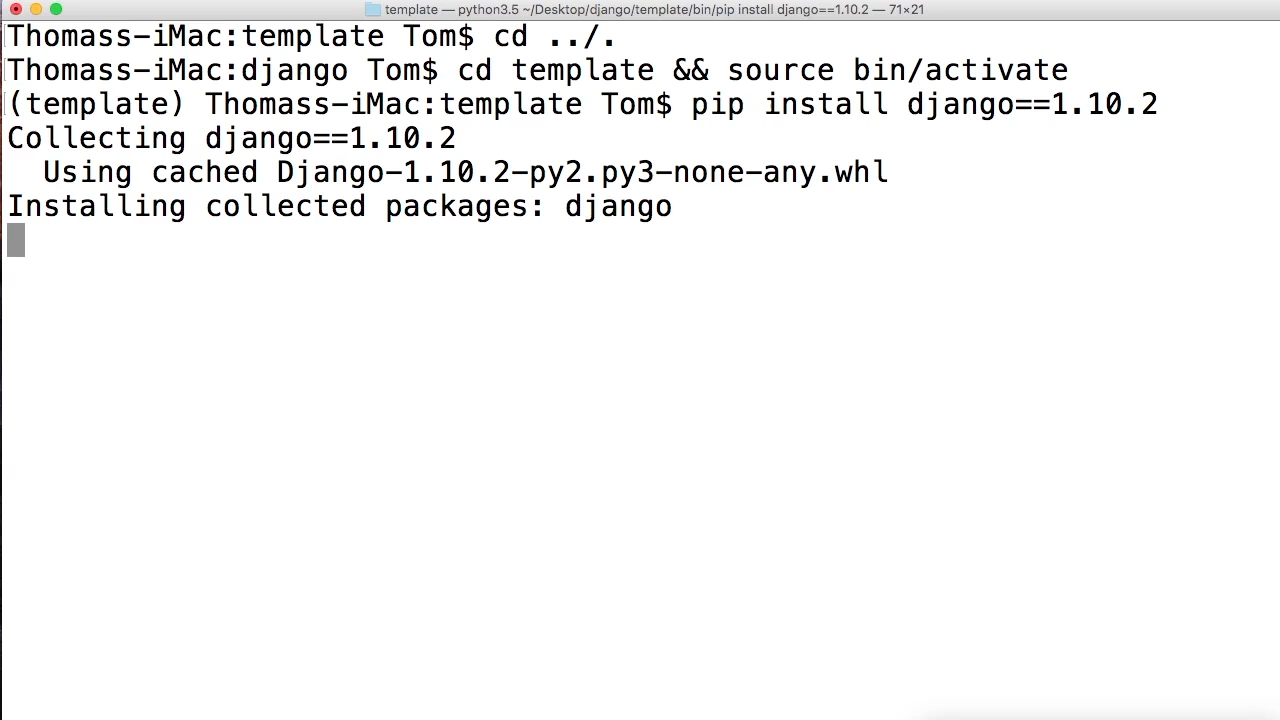 template — python3.5 ~/Desktop/django/template/bin/pip install django==1.10.2 — 71×21
Thomass-iMac:template Tom$ cd ../.
Thomass-iMac:django Tom$ cd template && source bin/activate
(template) Thomass-iMac:template Tom$ pip install django==1.10.2
Collecting django==1.10.2
  Using cached Django-1.10.2-py2.py3-none-any.whl
Installing collected packages: django